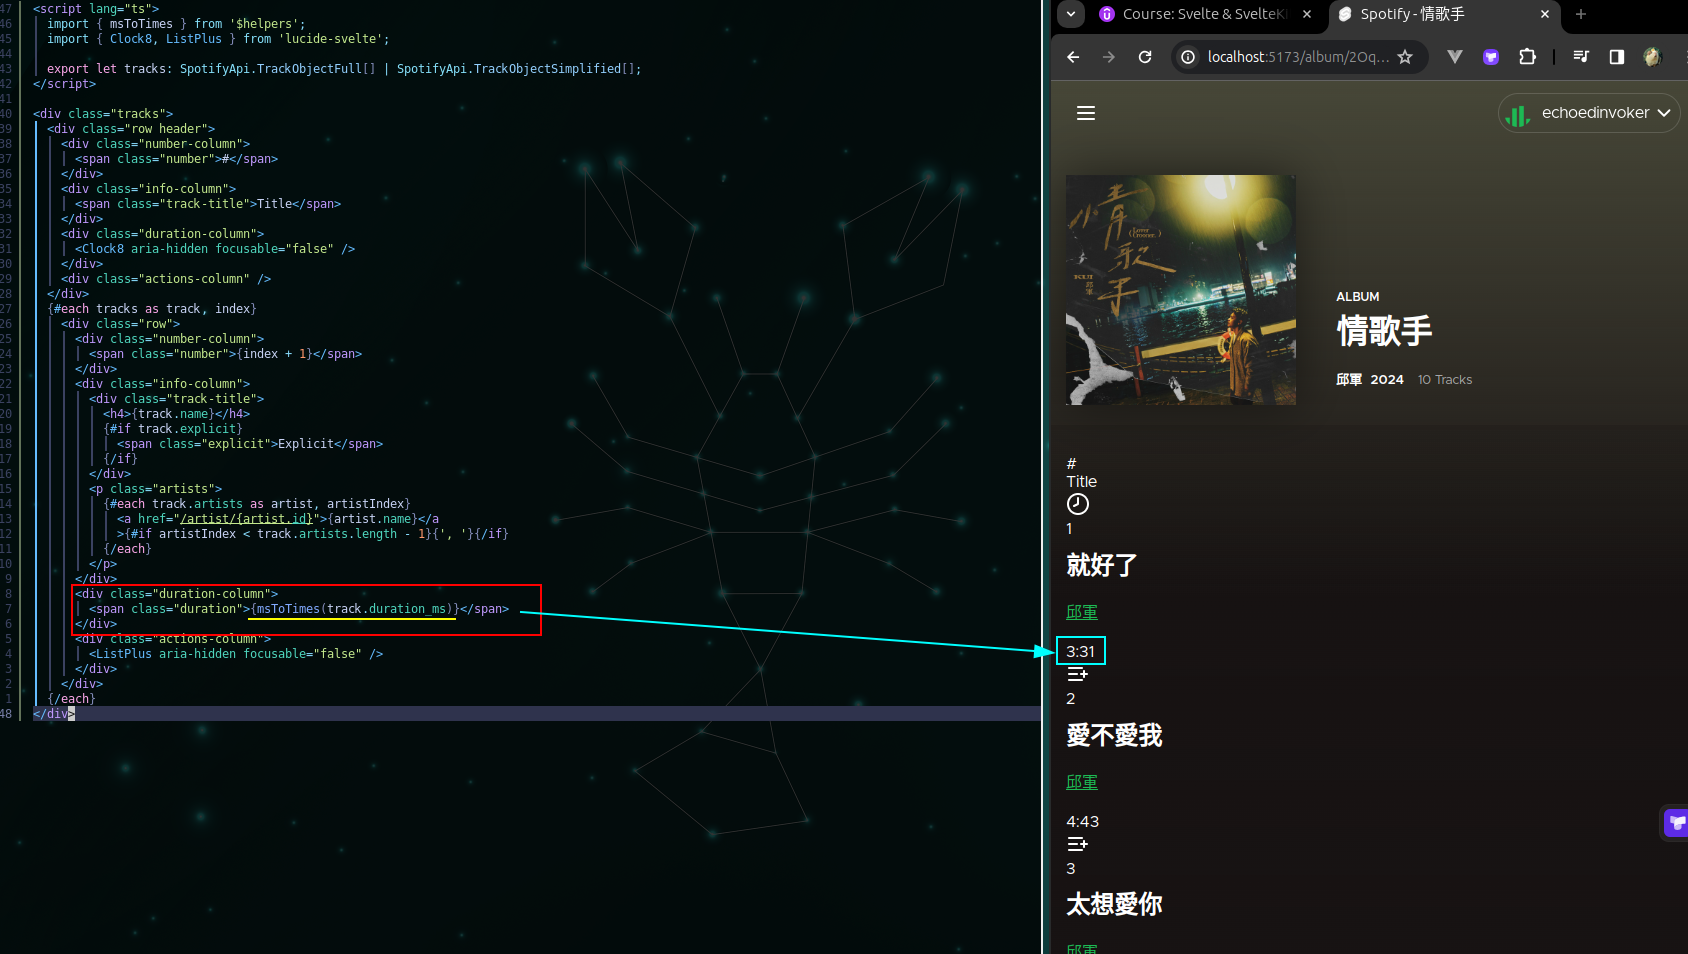 47 <script lang="ts">
46 import { msToTimes } from '$helpers';
45 import { Clock8, ListPlus } from 'lucide-svelte';
44
43 export let tracks: SpotifyApi.TrackObjectFull[] | SpotifyApi.TrackObjectSimplified[];
42 </script>
41
40 <div class="tracks">
39 <div class="row header">
38 <div class="number-column">
37 <span class="number">#</span>
36 </div>
35 <div class="info-column">
34 <span class="track-title">Title</span>
33 </div>
32 <div class="duration-column">
31 <Clock8 aria-hidden focusable="false" />
30 </div>
29 <div class="actions-column" />
28 </div>
27 {#each tracks as track, index}
26 <div class="row">
25 <div class="number-column">
24 <span class="number">{index + 1}</span>
23 </div>
22 <div class="info-column">
21 <div class="track-title">
20 <h4>{track.name}</h4>
19 {#if track.explicit}
18 <span class="explicit">Explicit</span>
17 {/if}
16 </div>
15 <p class="artists">
14 {#each track.artists as artist, artistIndex}
13 <a href="/artist/{artist.id}">{artist.name}</a
12 >{#if artistIndex < track.artists.length - 1}{', '}{/if}
11 {/each}
10 </p>
9 </div>
8 <div class="duration-column">
7 <span class="duration">{msToTimes(track.duration_ms)}</span>
6 </div>
5 <div class="actions-column">
4 <ListPlus aria-hidden focusable="false" />
3 </div>
2 </div>
1 {/each}
48 </div>
Course: Svelte & SvelteKi
Spotify - 情歌手
localhost:5173/album/2Oq...
echoedinvoker
情歌手
KUI
邱軍
ALBUM
情歌手
邱軍 2024 10 Tracks
#
Title
1
就好了
邱軍
3:31
2
愛不愛我
邱軍
4:43
3
太想愛你
邱軍